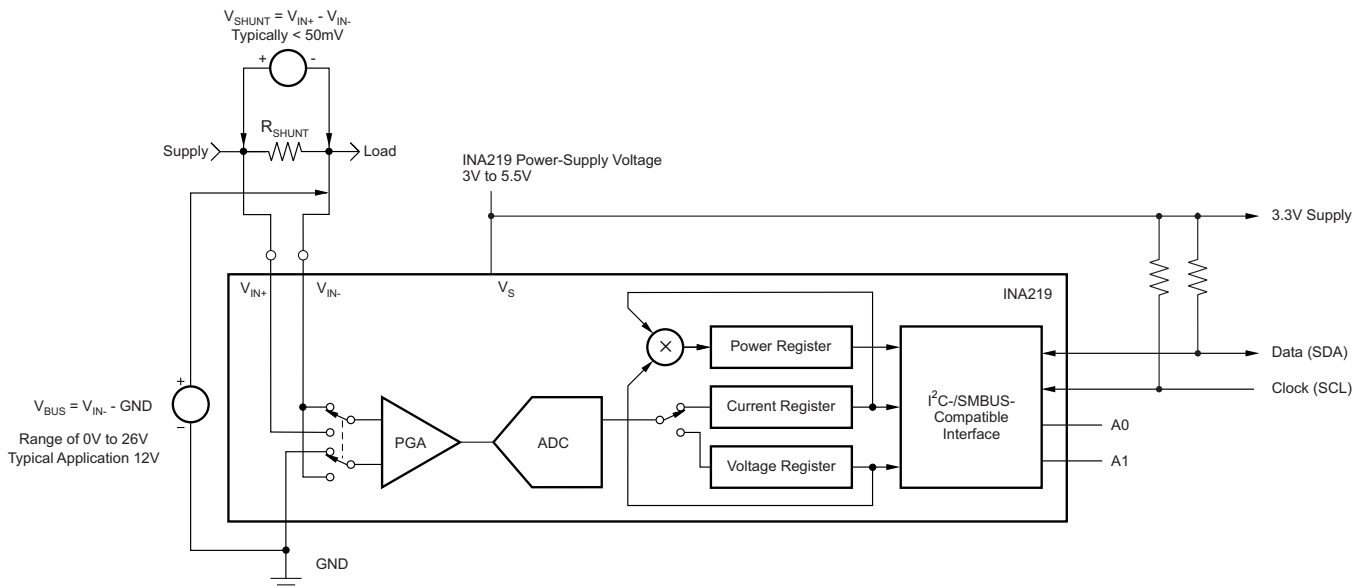 V_SHUNT = V_IN+ - V_IN-
Typically < 50mV
+ -
R_SHUNT
Supply
Load
INA219 Power-Supply Voltage
3V to 5.5V
3.3V Supply
V_IN+
V_IN-
V_S
INA219
×
Power Register
Data (SDA)
Clock (SCL)
+
V_BUS = V_IN- - GND
−
Range of 0V to 26V
Typical Application 12V
PGA
ADC
Current Register
I²C-/SMBUS-
Compatible
Interface
A0
Voltage Register
A1
GND